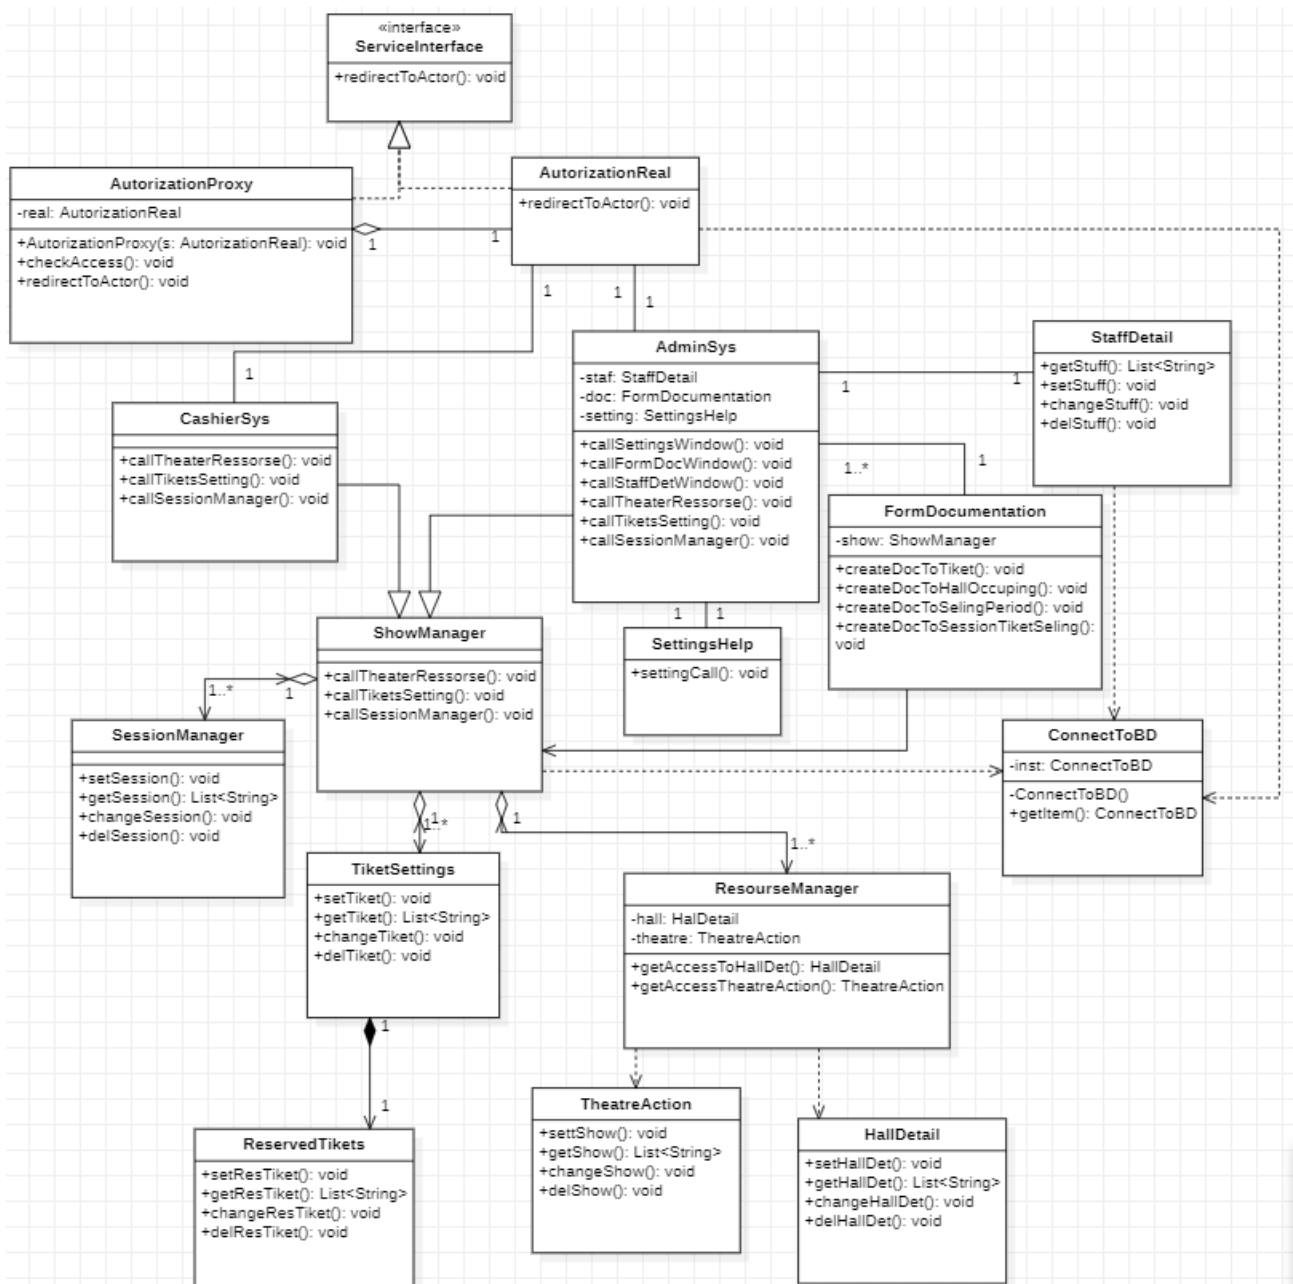 «interface»
ServiceInterface
+redirectToActor(): void
AutorizationProxy
-real: AutorizationReal
+AutorizationProxy(s: AutorizationReal): void
+checkAccess(): void
+redirectToActor(): void
AutorizationReal
+redirectToActor(): void
1
1
1
1
1
1
AdminSys
-staf: StaffDetail
-doc: FormDocumentation
-setting: SettingsHelp
+callSettingsWindow(): void
+callFormDocWindow(): void
+callStaffDetWindow(): void
+callTheaterRessorse(): void
+callTiketsSetting(): void
+callSessionManager(): void
1
1
StaffDetail
+getStuff(): List<String>
+setStuff(): void
+changeStuff(): void
+delStuff(): void
CashierSys
+callTheaterRessorse(): void
+callTiketsSetting(): void
+callSessionManager(): void
1..*
1
FormDocumentation
-show: ShowManager
+createDocToTiket(): void
+createDocToHallOccuping(): void
+createDocToSelingPeriod(): void
+createDocToSessionTiketSeling():
void
1
1
SettingsHelp
+settingCall(): void
ShowManager
+callTheaterRessorse(): void
+callTiketsSetting(): void
+callSessionManager(): void
1..*
1
SessionManager
+setSession(): void
+getSession(): List<String>
+changeSession(): void
+delSession(): void
ConnectToBD
-inst: ConnectToBD
-ConnectToBD()
+getItem(): ConnectToBD
1
1..*
1
1..*
TiketSettings
+setTiket(): void
+getTiket(): List<String>
+changeTiket(): void
+delTiket(): void
ResourseManager
-hall: HalDetail
-theatre: TheatreAction
+getAccessToHallDet(): HallDetail
+getAccessTheatreAction(): TheatreAction
1
1
ReservedTikets
+setResTiket(): void
+getResTiket(): List<String>
+changeResTiket(): void
+delResTiket(): void
TheatreAction
+settShow(): void
+getShow(): List<String>
+changeShow(): void
+delShow(): void
HallDetail
+setHallDet(): void
+getHallDet(): List<String>
+changeHallDet(): void
+delHallDet(): void